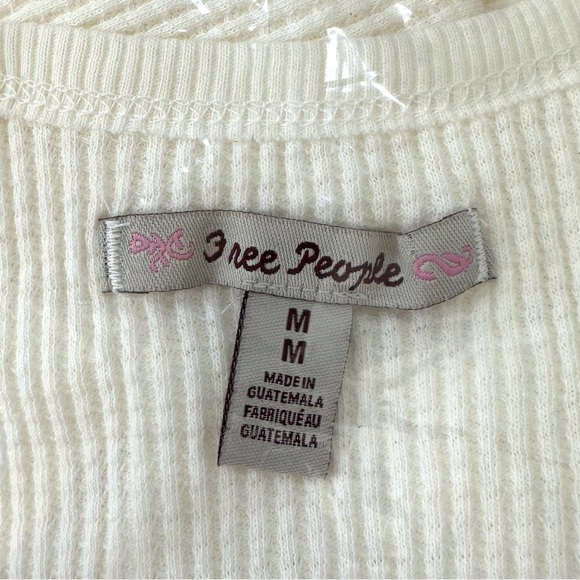 Free People
M
M
MADE IN
GUATEMALA
FABRIQUÉ AU
GUATEMALA